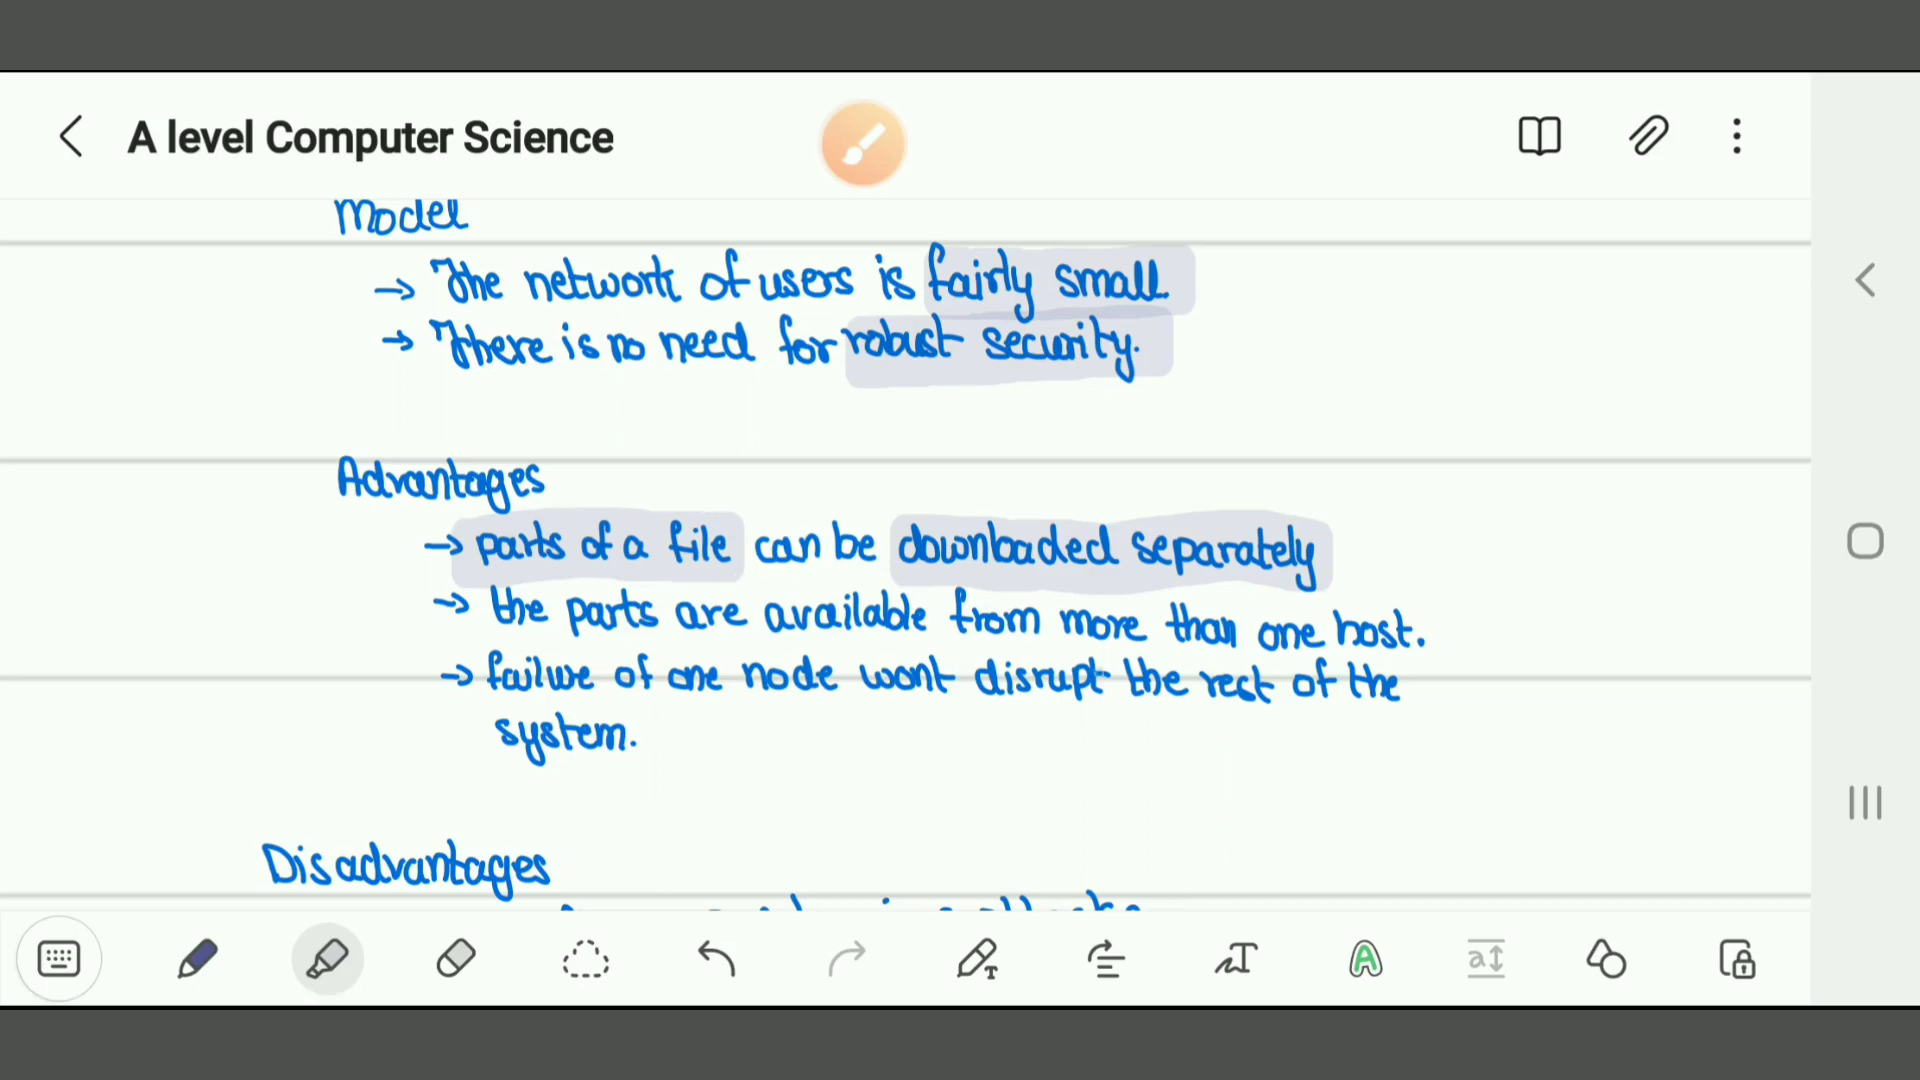 A level Computer Science
Model
→ The network of users is fairly small.
→ There is no need for robust security.
Advantages
→ parts of a file can be downloaded separately
→ the parts are available from more than one host.
→ failure of one node wont disrupt the rest of the
system.
Disadvantages